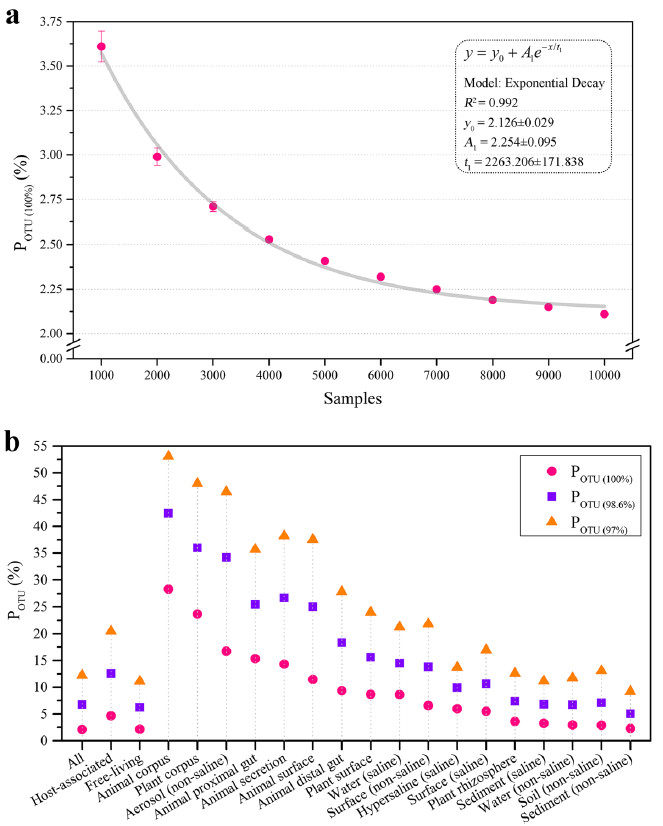 a
3.75
3.50
3.25
3.00
2.75
2.50
2.25
2.00
0.00
P OTU (100%) (%)
y = y0 + A1e^−x/t1
Model: Exponential Decay
R² = 0.992
y0 = 2.126±0.029
A1 = 2.254±0.095
t1 = 2263.206±171.838
1000 2000 3000 4000 5000 6000 7000 8000 9000 10000
Samples
b
55
50
45
40
35
30
25
20
15
10
5
0
P OTU (%)
P OTU (100%)
P OTU (98.6%)
P OTU (97%)
All
Host-associated
Free-living
Animal corpus
Plant corpus
Aerosol (non-saline)
Animal proximal gut
Animal secretion
Animal surface
Animal distal gut
Plant surface
Water (saline)
Surface (non-saline)
Hypersaline (saline)
Surface (saline)
Plant rhizosphere
Sediment (saline)
Water (non-saline)
Soil (non-saline)
Sediment (non-saline)